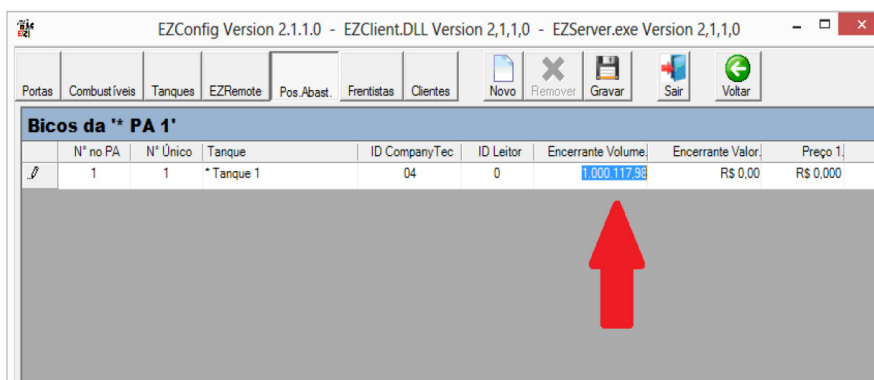 EZConfig Version 2.1.1.0 - EZClient.DLL Version 2,1,1,0 - EZServer.exe Version 2,1,1,0
Portas Combustíveis Tanques EZRemote Pos.Abast. Frentistas Clientes Novo Remover Gravar Sair Voltar
Bicos da '* PA 1'
N° no PA N° Único Tanque ID CompanyTec ID Leitor Encerrante Volume. Encerrante Valor. Preço 1.
1 1 * Tanque 1 04 0 1.000.117,98 R$ 0,00 R$ 0,000